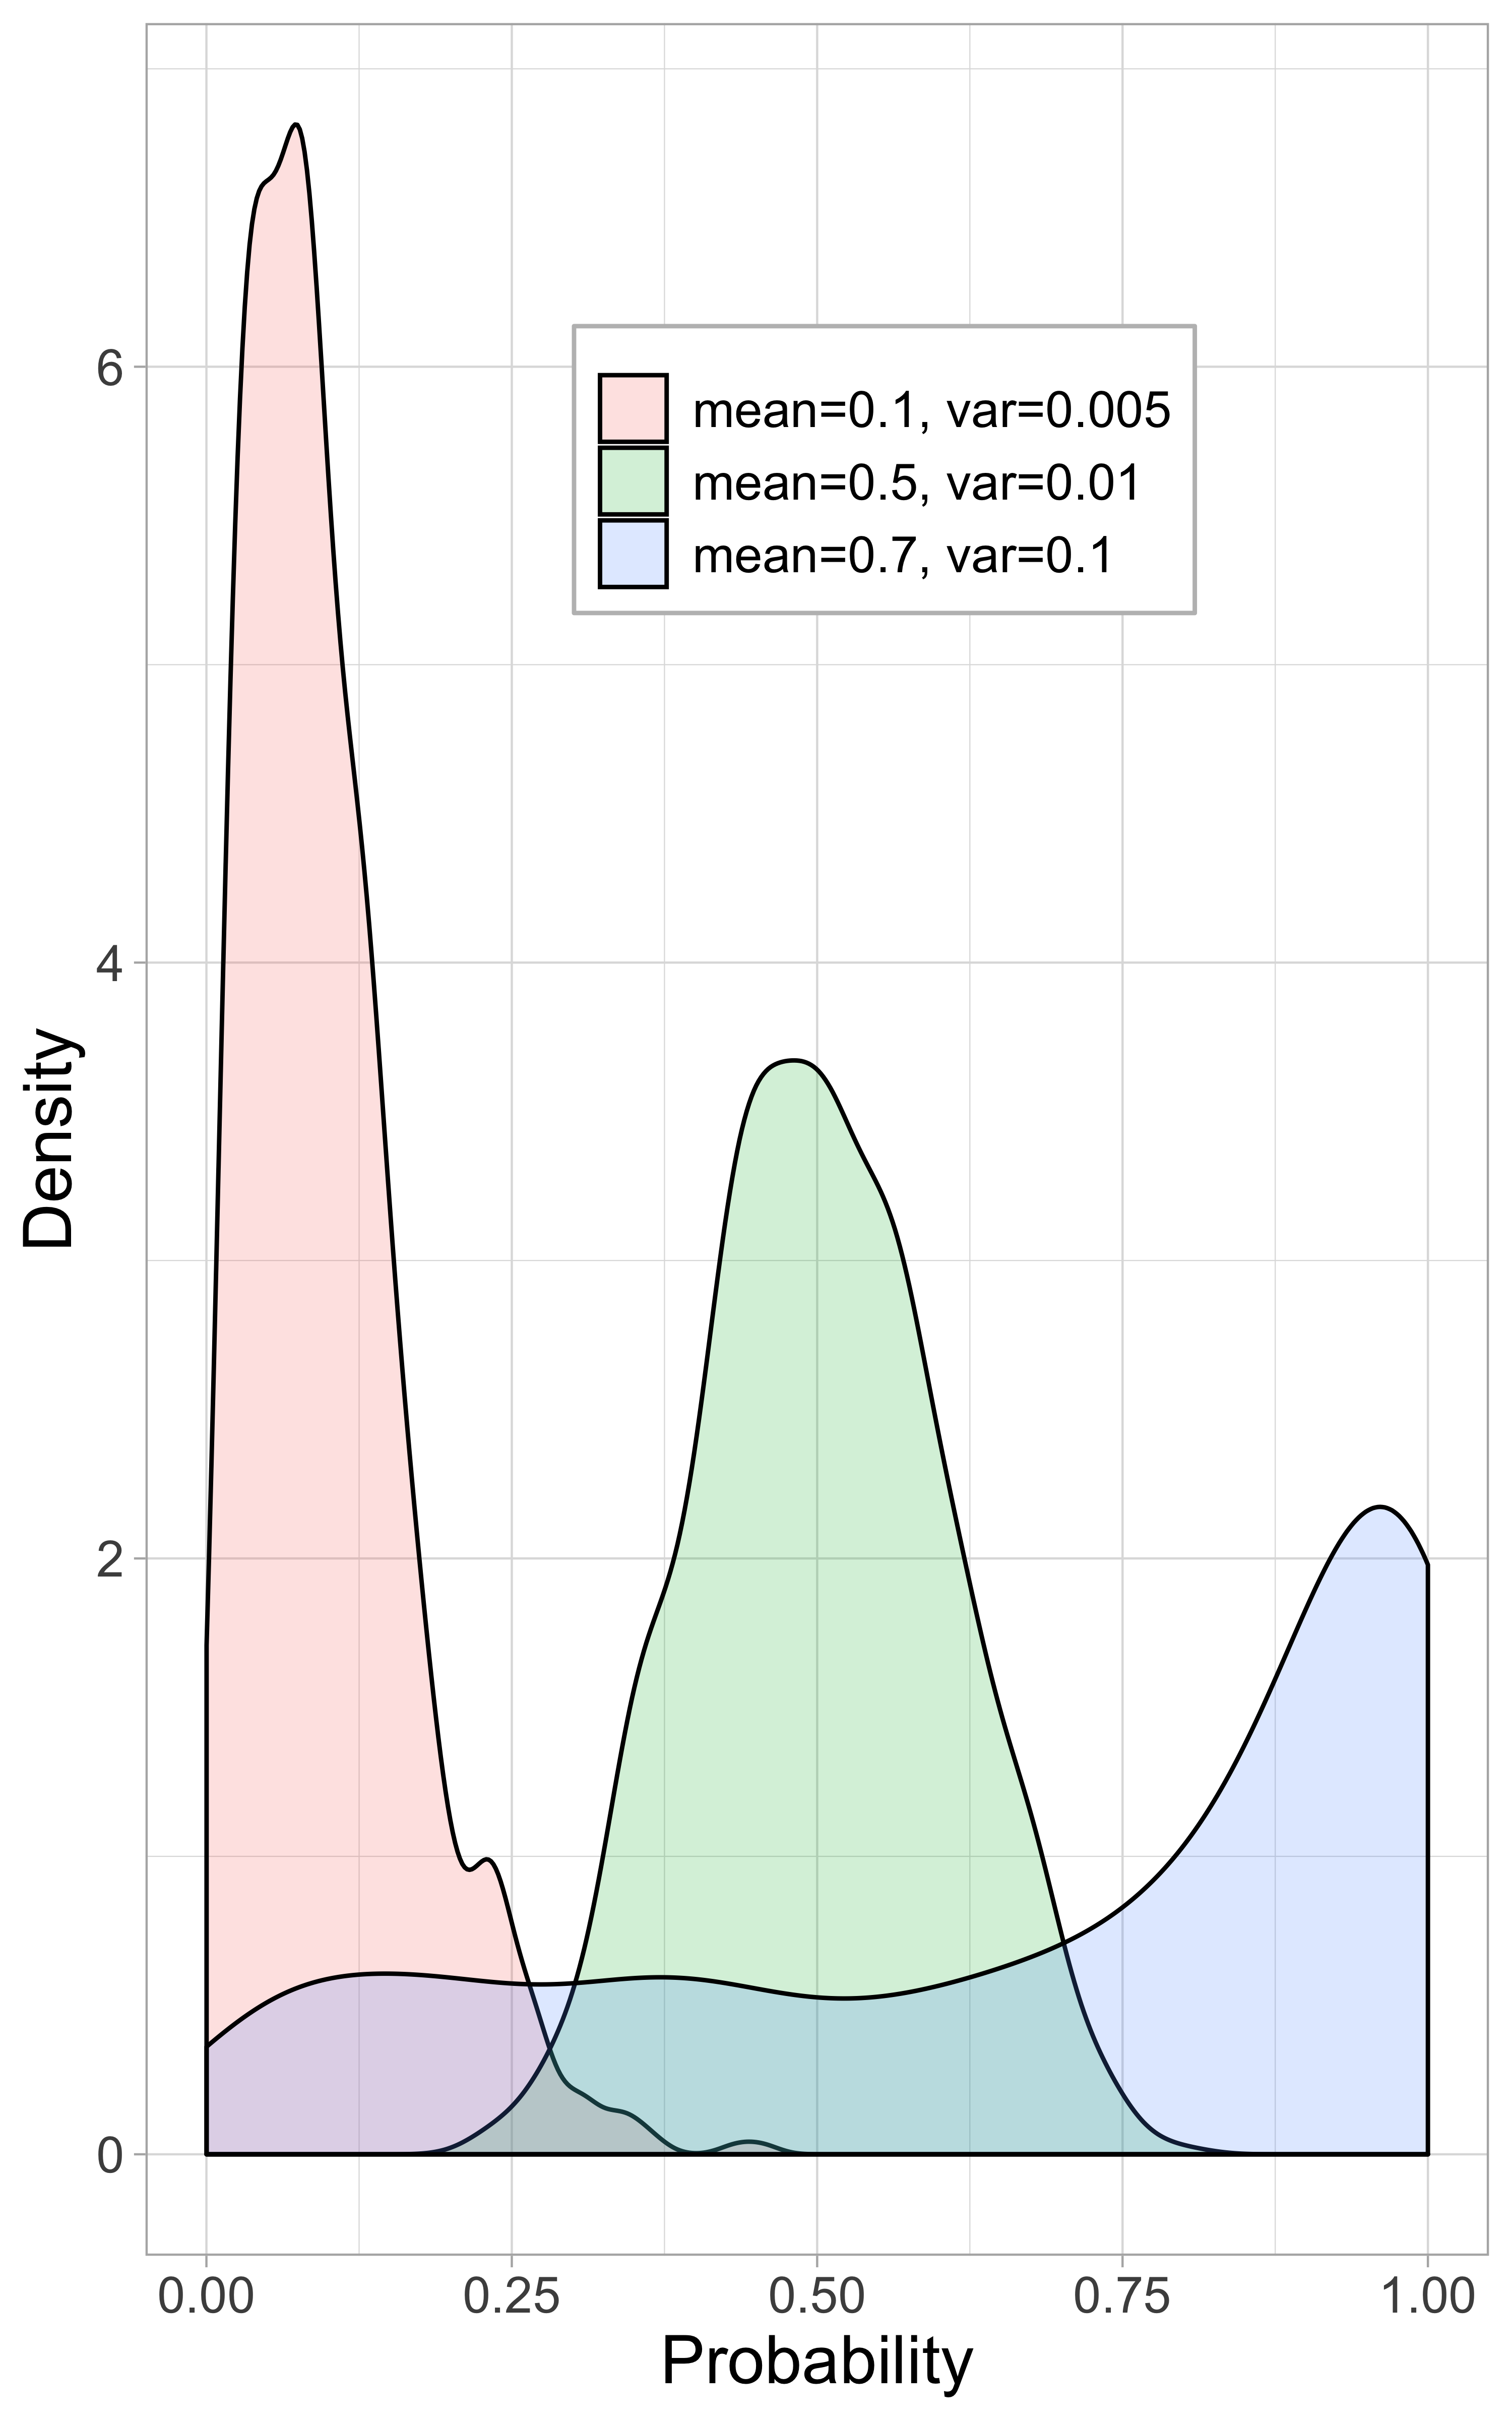 6
4
2
0
Density
mean=0.1, var=0.005
mean=0.5, var=0.01
mean=0.7, var=0.1
0.00 0.25 0.50 0.75 1.00
Probability